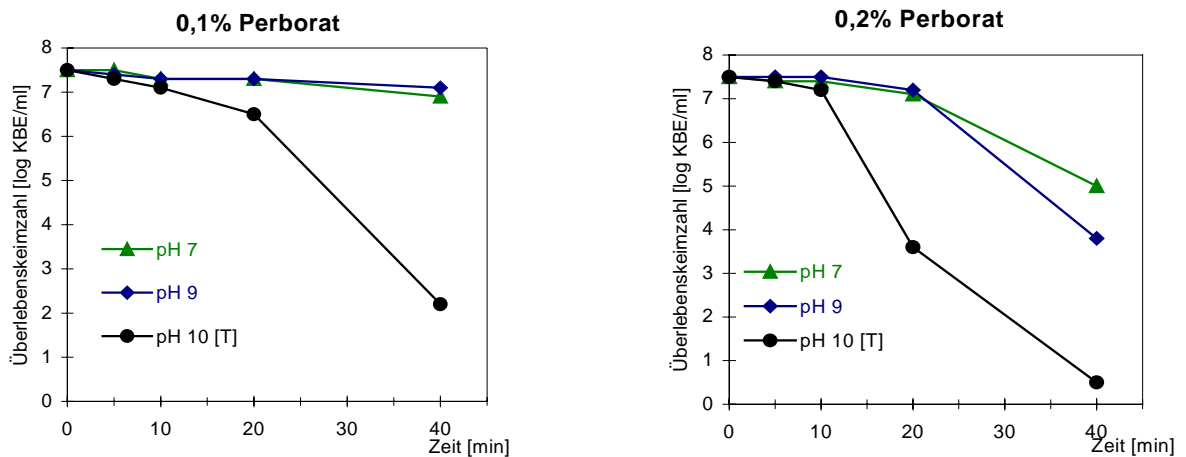 0,1% Perborat
Überlebenskeimzahl [log KBE/ml]
8
7
6
5
4
3
2
1
0
pH 7
pH 9
pH 10 [T]
0 10 20 30 40
Zeit [min]
0,2% Perborat
Überlebenskeimzahl [log KBE/ml]
8
7
6
5
4
3
2
1
0
pH 7
pH 9
pH 10 [T]
0 10 20 30 40
Zeit [min]